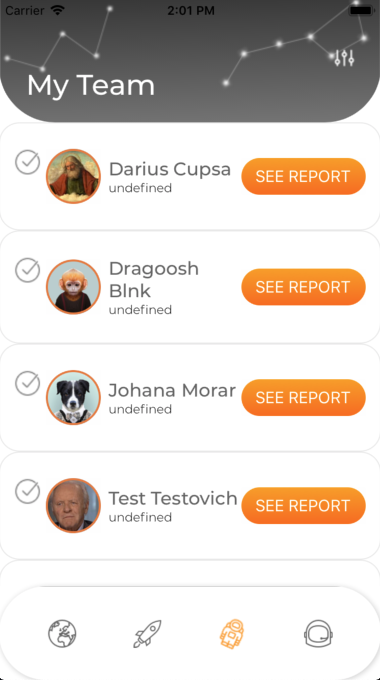 Carrier 2:01 PM
My Team
Darius Cupsa
undefined
SEE REPORT
Dragoosh
Blnk
undefined
SEE REPORT
Johana Morar
undefined
SEE REPORT
Test Testovich
undefined
SEE REPORT